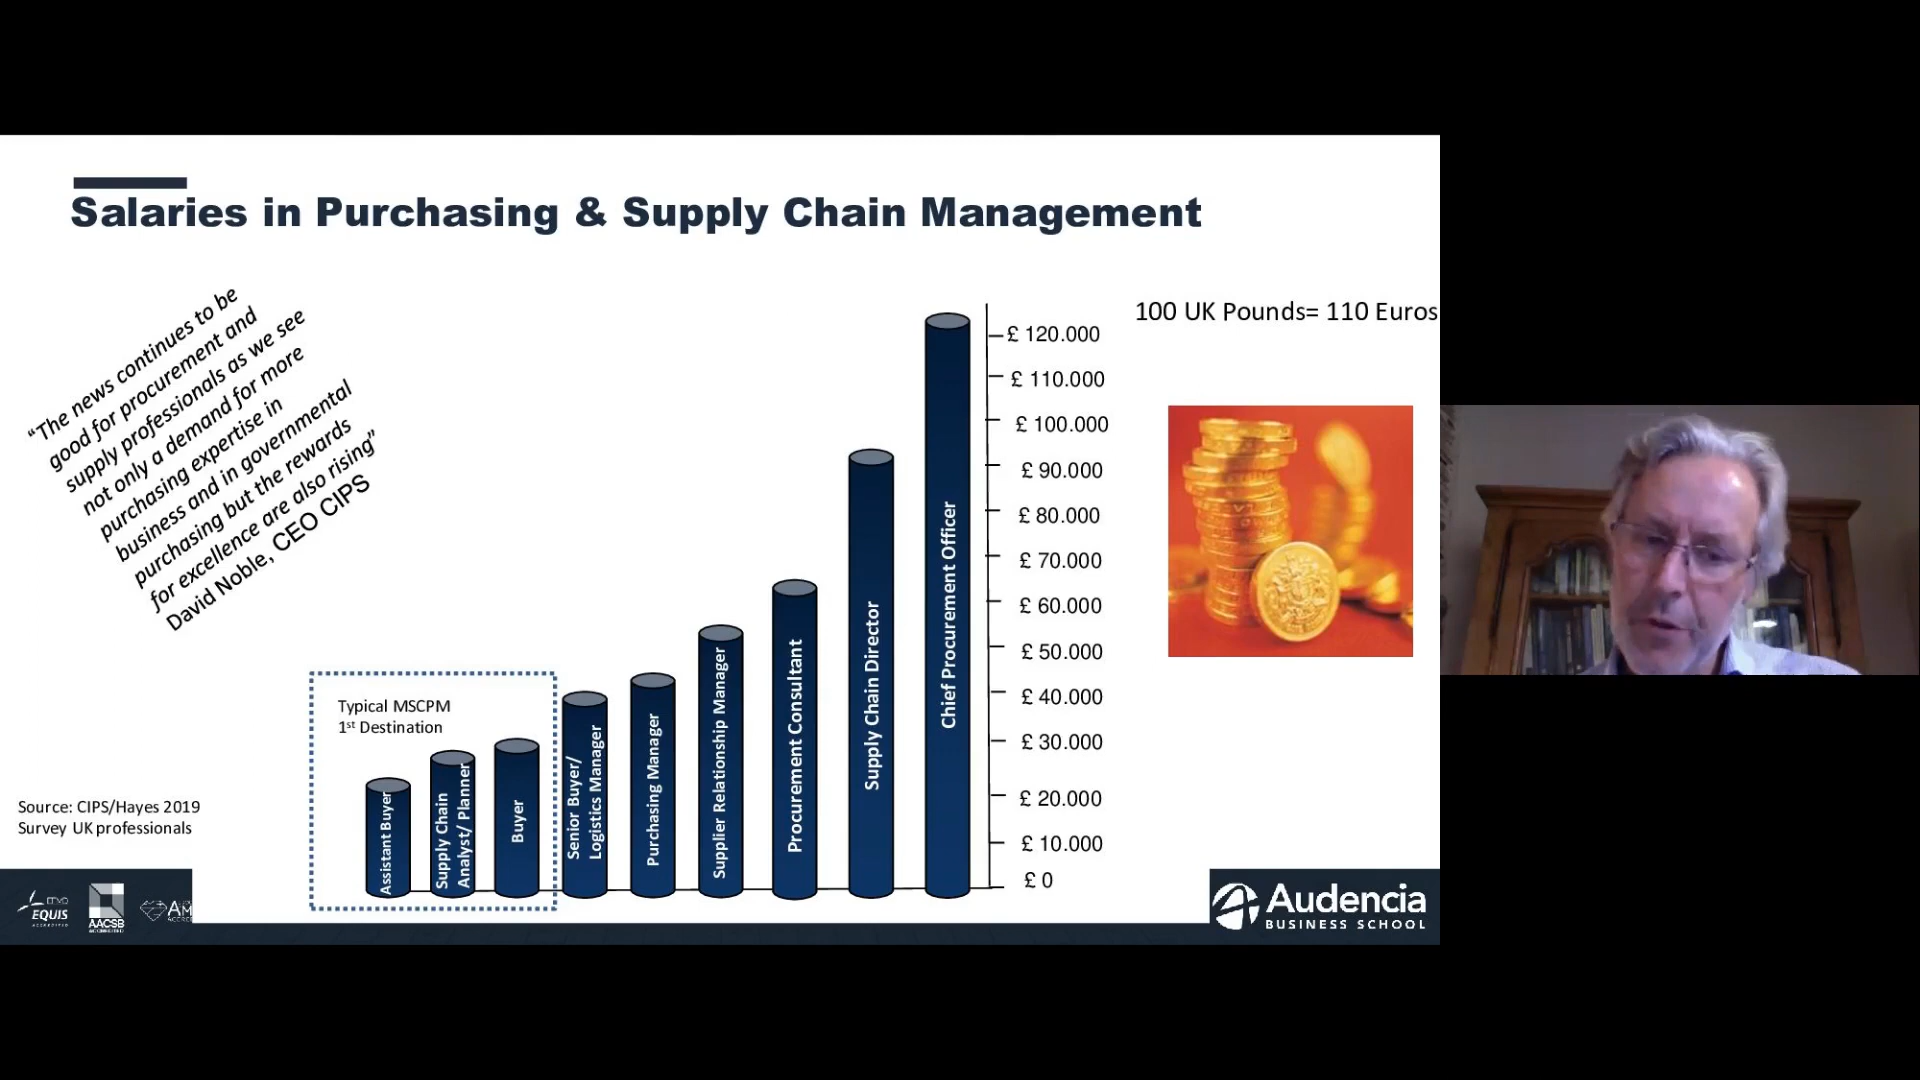 Salaries in Purchasing & Supply Chain Management
“The news continues to be
good for procurement and
supply professionals as we see
not only a demand for more
purchasing expertise in
business and in governmental
purchasing but the rewards
for excellence are also rising”
David Noble, CEO CIPS
100 UK Pounds= 110 Euros
£ 120.000
£ 110.000
£ 100.000
£ 90.000
£ 80.000
£ 70.000
£ 60.000
£ 50.000
£ 40.000
£ 30.000
£ 20.000
£ 10.000
£ 0
Typical MSCPM
1st Destination
Assistant Buyer
Supply Chain
Analyst/ Planner
Buyer
Senior Buyer/
Logistics Manager
Purchasing Manager
Supplier Relationship Manager
Procurement Consultant
Supply Chain Director
Chief Procurement Officer
Source: CIPS/Hayes 2019
Survey UK professionals
EQUIS
AACSB
AM
Audencia
BUSINESS SCHOOL